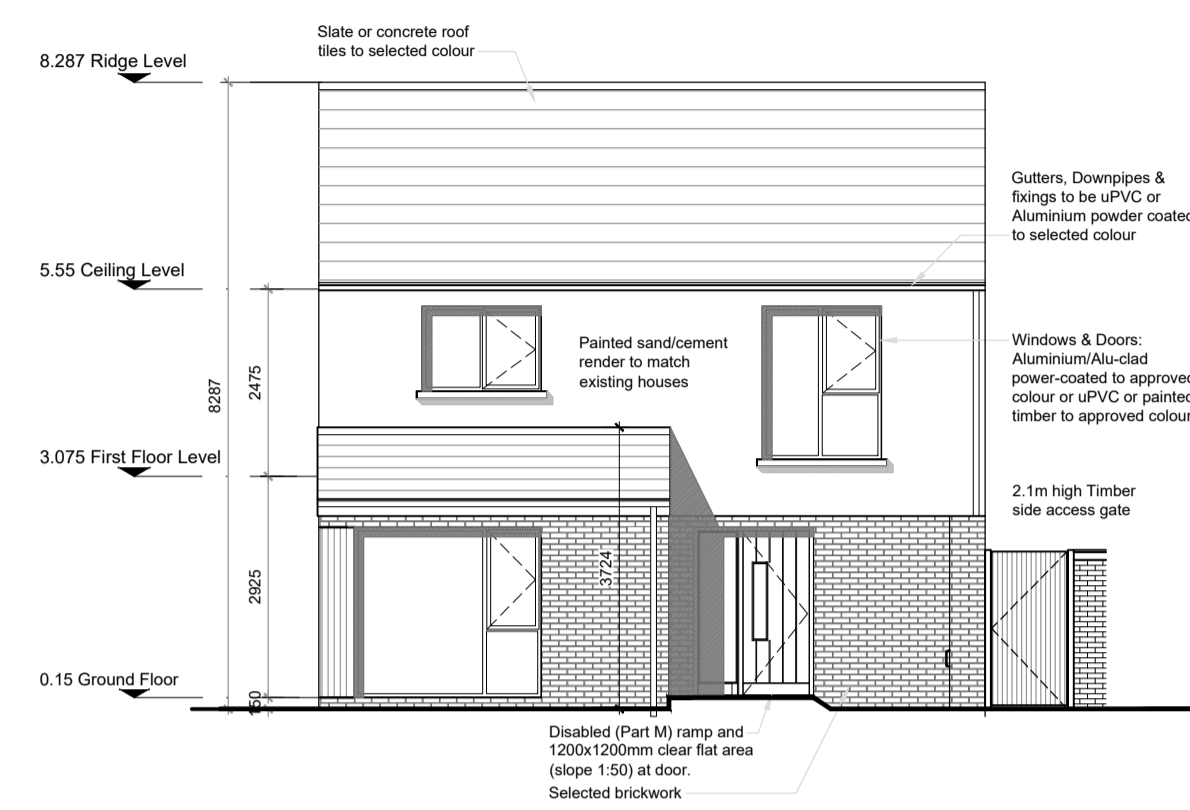 Slate or concrete roof
tiles to selected colour
8.287 Ridge Level
Gutters, Downpipes &
fixings to be uPVC or
Aluminium powder coated
to selected colour
5.55 Ceiling Level
Painted sand/cement
render to match
existing houses
Windows & Doors:
Aluminium/Alu-clad
power-coated to approved
colour or uPVC or painted
timber to approved colour
8287
2475
3.075 First Floor Level
2.1m high Timber
side access gate
3724
2925
0.15 Ground Floor
150
Disabled (Part M) ramp and
1200x1200mm clear flat area
(slope 1:50) at door.
Selected brickwork